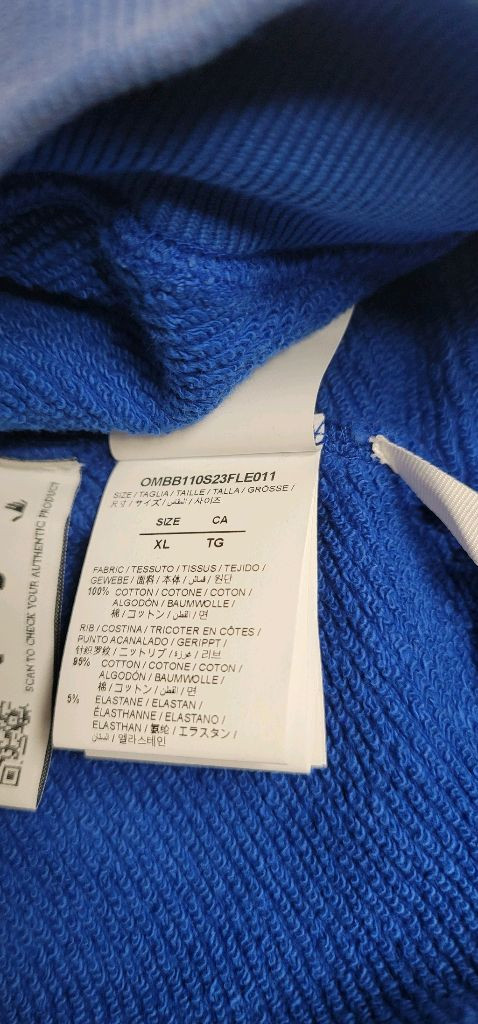 OMBB110S23FLE011
SIZE / TAGLIA / TAILLE / TALLA / GRÖSSE /
尺寸 / サイズ / المقاس / 사이즈
SIZE CA
XL TG
FABRIC / TESSUTO / TISSUS / TEJIDO /
GEWEBE / 面料 / 本体 / قماش / 원단
100% COTTON / COTONE / COTON /
ALGODÓN / BAUMWOLLE /
棉 / コットン / القطن / 면
RIB / COSTINA / TRICOTER EN CÔTES /
PUNTO ACANALADO / GERIPPT /
针织罗纹 / ニットリブ / محززة / 리브
95% COTTON / COTONE / COTON /
ALGODÓN / BAUMWOLLE /
棉 / コットン / القطن / 면
5% ELASTANE / ELASTAN /
ÉLASTHANNE / ELASTANO /
ELASTHAN / 氨纶 / エラスタン /
/ 엘라스테인
SCAN TO CHECK YOUR AUTHENTIC PRODUCT